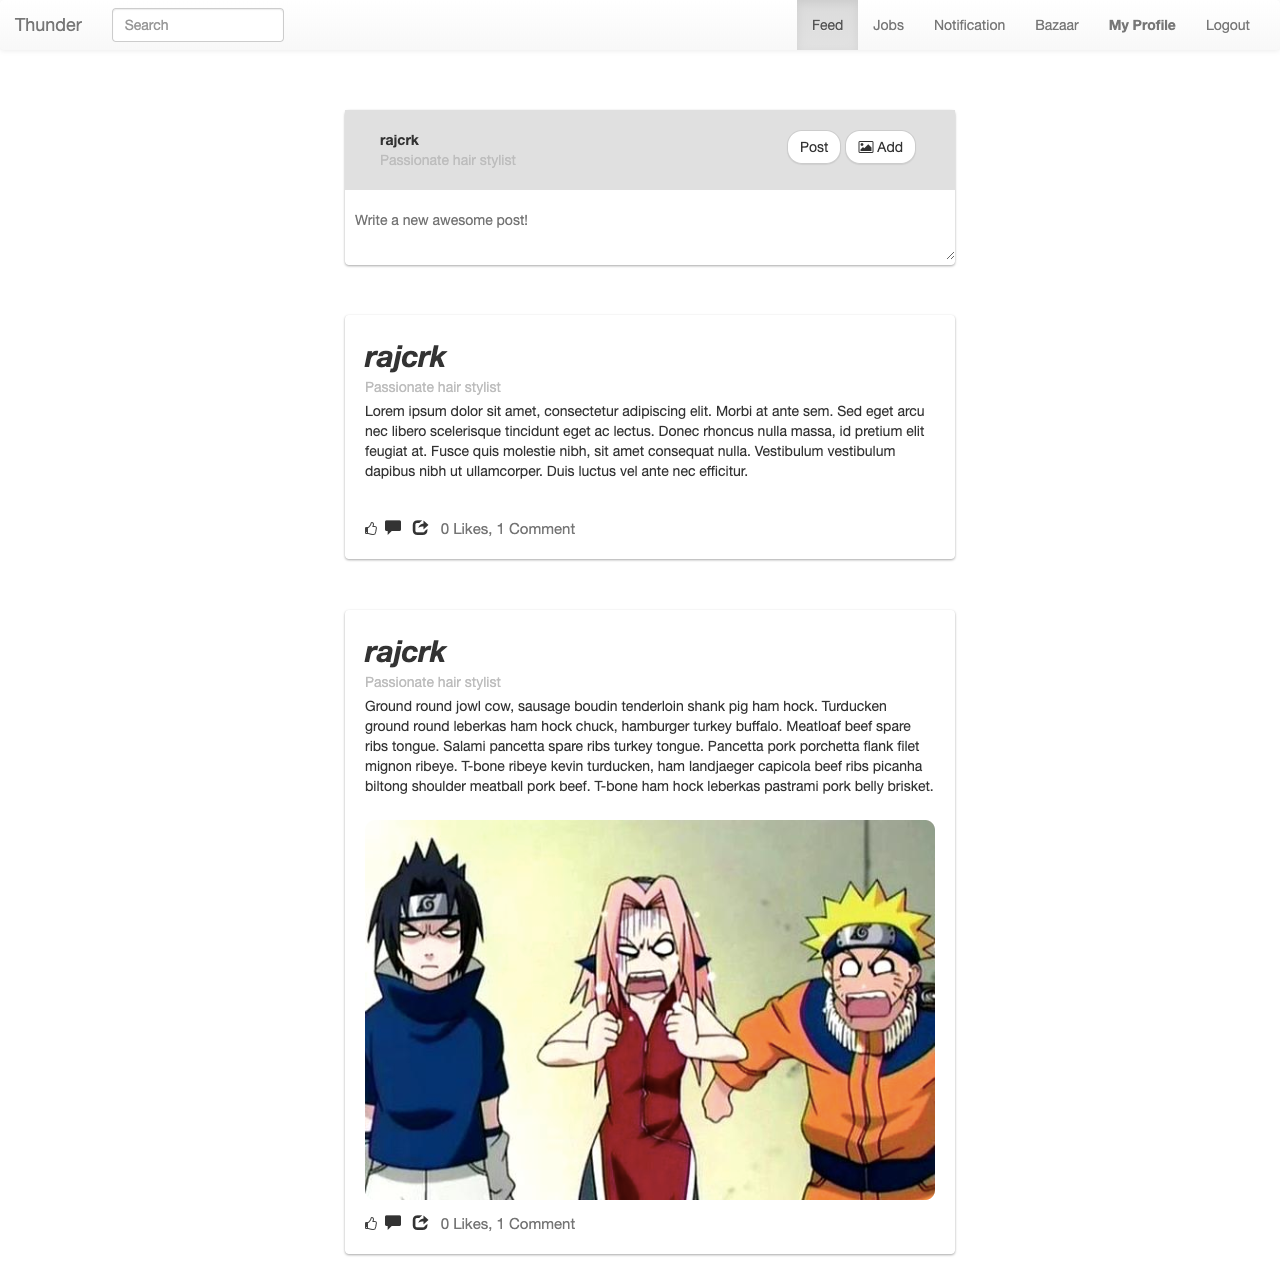 Thunder
Search
Feed
Jobs
Notification
Bazaar
My Profile
Logout
rajcrk
Passionate hair stylist
Post
Add
Write a new awesome post!
rajcrk
Passionate hair stylist
Lorem ipsum dolor sit amet, consectetur adipiscing elit. Morbi at ante sem. Sed eget arcu
nec libero scelerisque tincidunt eget ac lectus. Donec rhoncus nulla massa, id pretium elit
feugiat at. Fusce quis molestie nibh, sit amet consequat nulla. Vestibulum vestibulum
dapibus nibh ut ullamcorper. Duis luctus vel ante nec efficitur.
0 Likes, 1 Comment
rajcrk
Passionate hair stylist
Ground round jowl cow, sausage boudin tenderloin shank pig ham hock. Turducken
ground round leberkas ham hock chuck, hamburger turkey buffalo. Meatloaf beef spare
ribs tongue. Salami pancetta spare ribs turkey tongue. Pancetta pork porchetta flank filet
mignon ribeye. T-bone ribeye kevin turducken, ham landjaeger capicola beef ribs picanha
biltong shoulder meatball pork beef. T-bone ham hock leberkas pastrami pork belly brisket.
0 Likes, 1 Comment